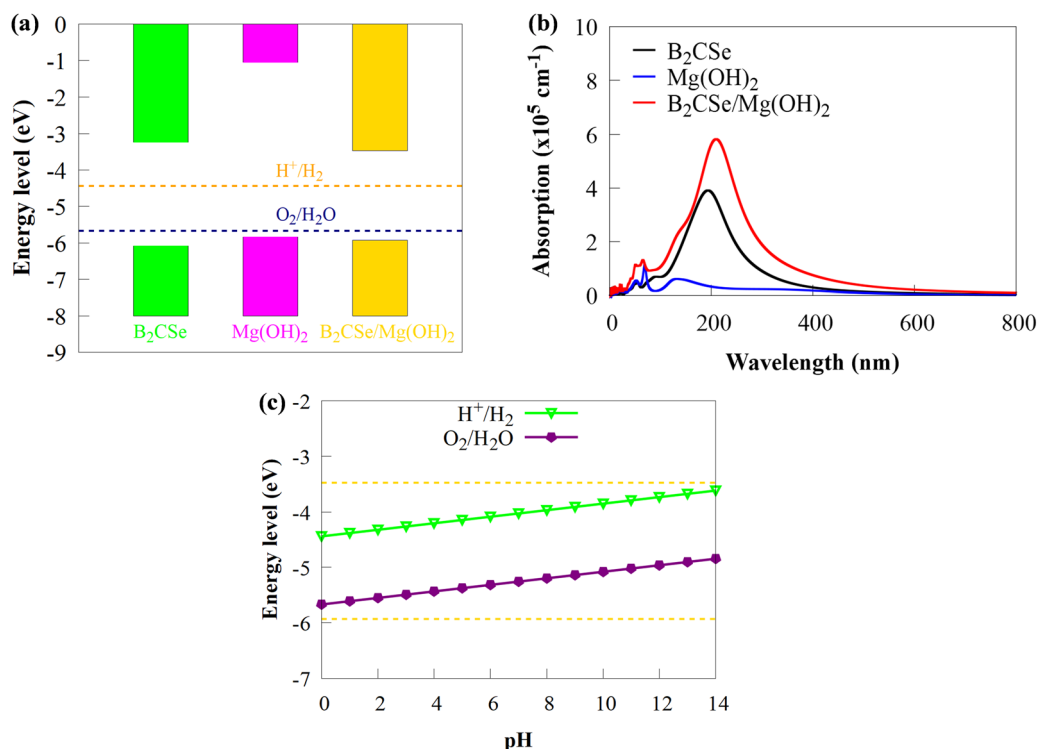 (a)
Energy level (eV)
0
-1
-2
-3
-4
-5
-6
-7
-8
-9
H⁺/H₂
O₂/H₂O
B₂CSe
Mg(OH)₂
B₂CSe/Mg(OH)₂
(b)
Absorption (x10⁵ cm⁻¹)
10
8
6
4
2
0
B₂CSe
Mg(OH)₂
B₂CSe/Mg(OH)₂
0 200 400 600 800
Wavelength (nm)
(c)
Energy level (eV)
-2
-3
-4
-5
-6
-7
H⁺/H₂
O₂/H₂O
0 2 4 6 8 10 12 14
pH